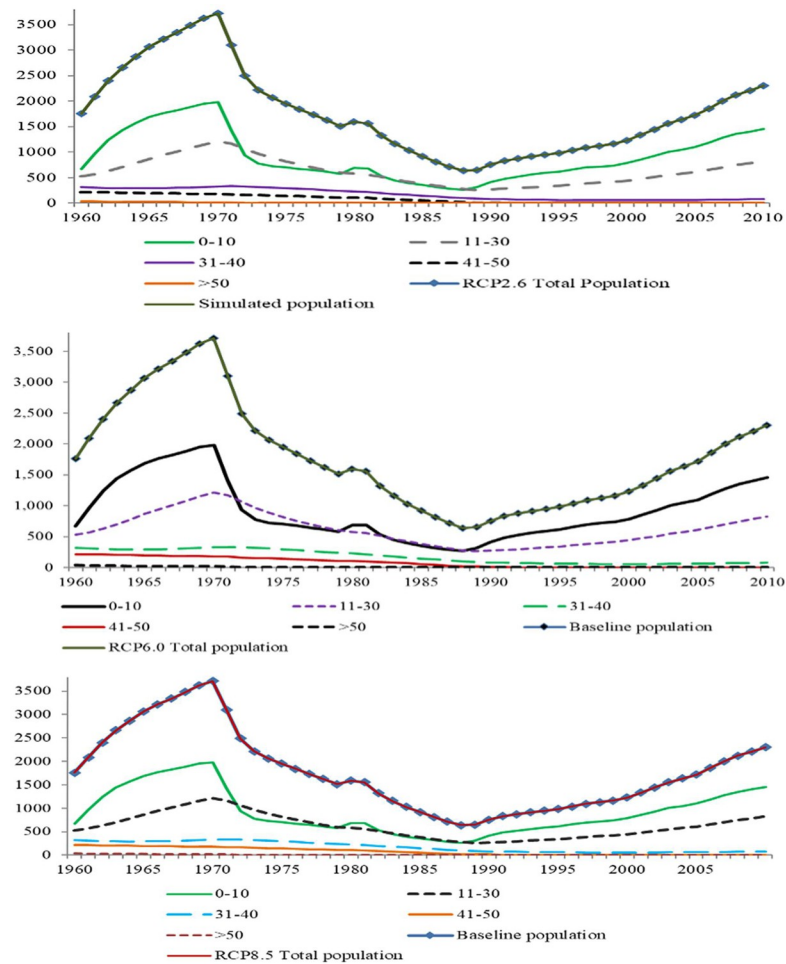 3500
3000
2500
2000
1500
1000
500
0
1960 1965 1970 1975 1980 1985 1990 1995 2000 2005 2010
0-10 11-30
31-40 41-50
>50 RCP2.6 Total Population
Simulated population
3,500
3,000
2,500
2,000
1,500
1,000
500
0
1960 1965 1970 1975 1980 1985 1990 1995 2000 2005 2010
0-10 11-30 31-40
41-50 >50 Baseline population
RCP6.0 Total population
3500
3000
2500
2000
1500
1000
500
0
1960 1965 1970 1975 1980 1985 1990 1995 2000 2005
0-10 11-30
31-40 41-50
>50 Baseline population
RCP8.5 Total population